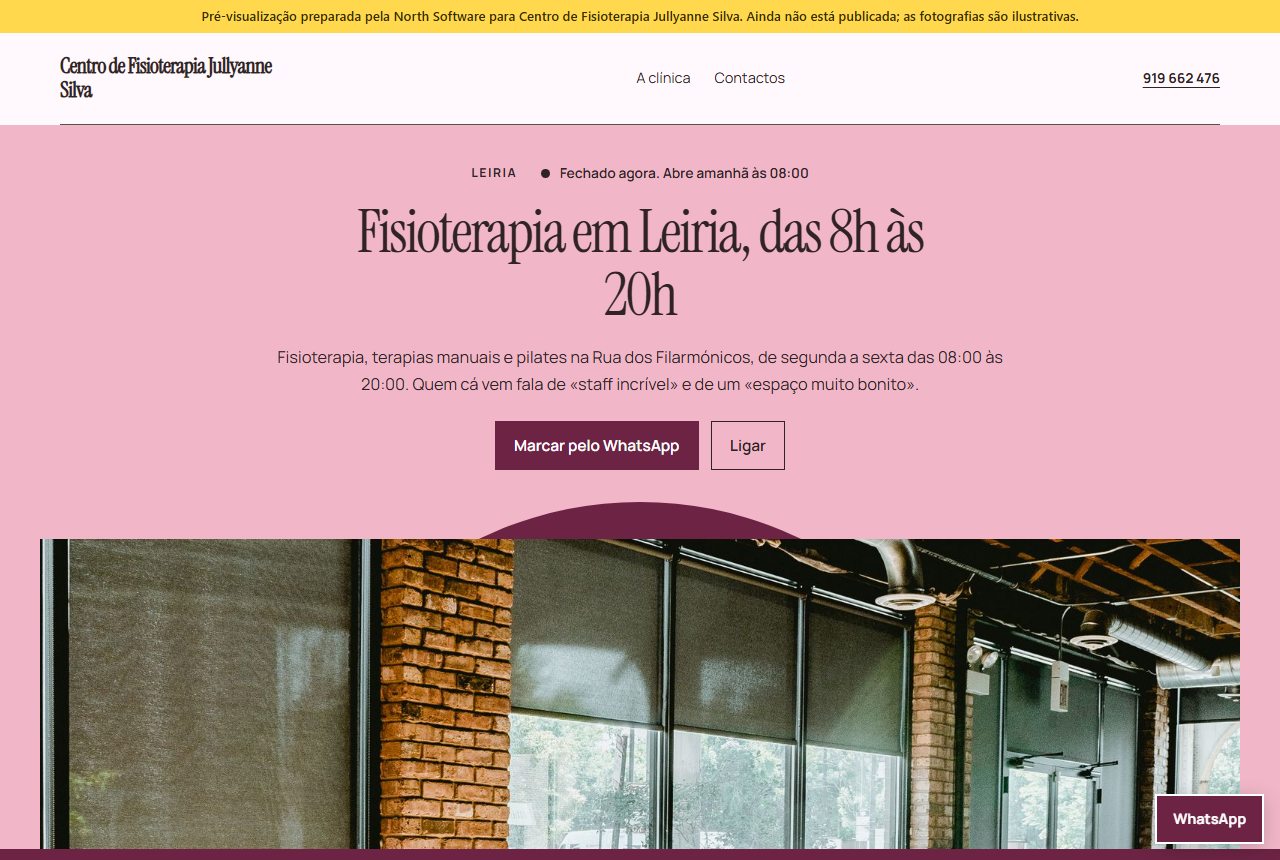 Pré-visualização preparada pela North Software para Centro de Fisioterapia Jullyanne Silva. Ainda não está publicada; as fotografias são ilustrativas.
Centro de Fisioterapia Jullyanne
Silva
A clínica
Contactos
919 662 476
LEIRIA
Fechado agora. Abre amanhã às 08:00
Fisioterapia em Leiria, das 8h às
20h
Fisioterapia, terapias manuais e pilates na Rua dos Filarmónicos, de segunda a sexta das 08:00 às
20:00. Quem cá vem fala de «staff incrível» e de um «espaço muito bonito».
Marcar pelo WhatsApp
Ligar
WhatsApp